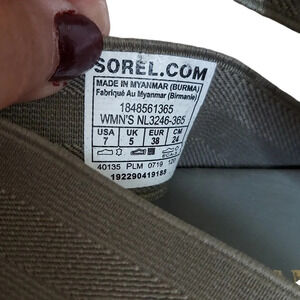 SOREL.COM
MADE IN MYANMAR (BURMA)
Fabriqué Au Myanmar (Birmanie)
1848561365
WMN'S NL3246-365
USA UK EUR CM
7 5 38 24
40135 PLM 0719
192290419188